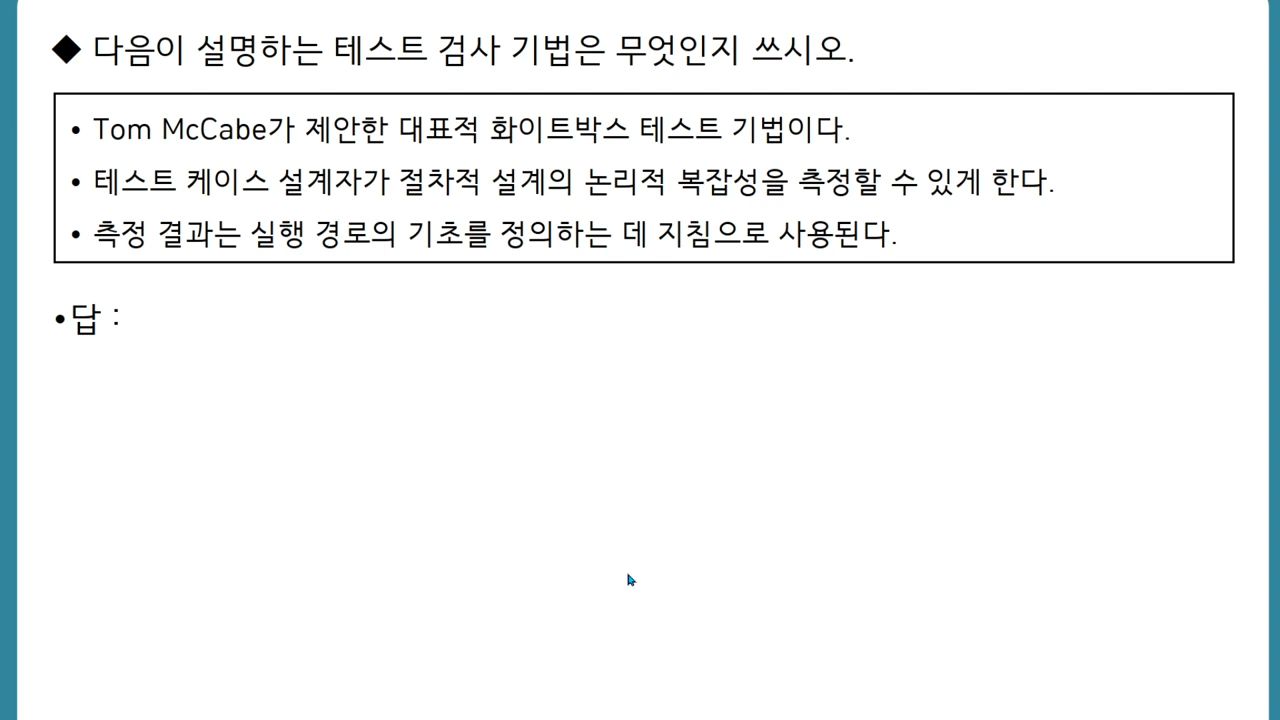 ◆ 다음이 설명하는 테스트 검사 기법은 무엇인지 쓰시오.
• Tom McCabe가 제안한 대표적 화이트박스 테스트 기법이다.
• 테스트 케이스 설계자가 절차적 설계의 논리적 복잡성을 측정할 수 있게 한다.
• 측정 결과는 실행 경로의 기초를 정의하는 데 지침으로 사용된다.
•답 :